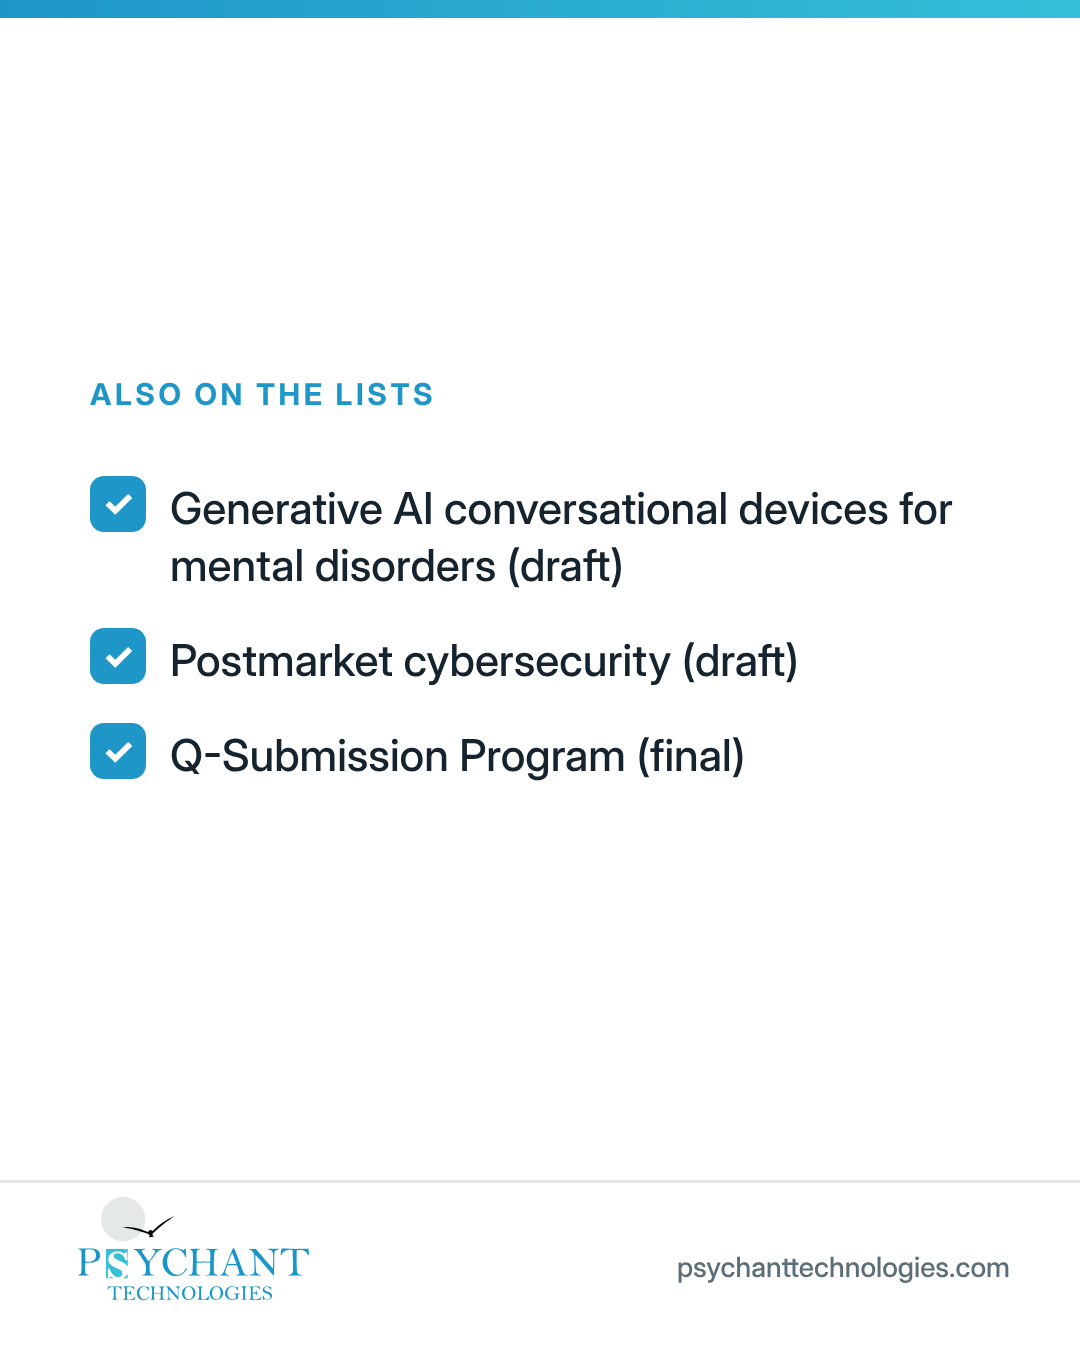 ALSO ON THE LISTS
Generative AI conversational devices for
mental disorders (draft)
Postmarket cybersecurity (draft)
Q-Submission Program (final)
PSYCHANT
TECHNOLOGIES
psychanttechnologies.com